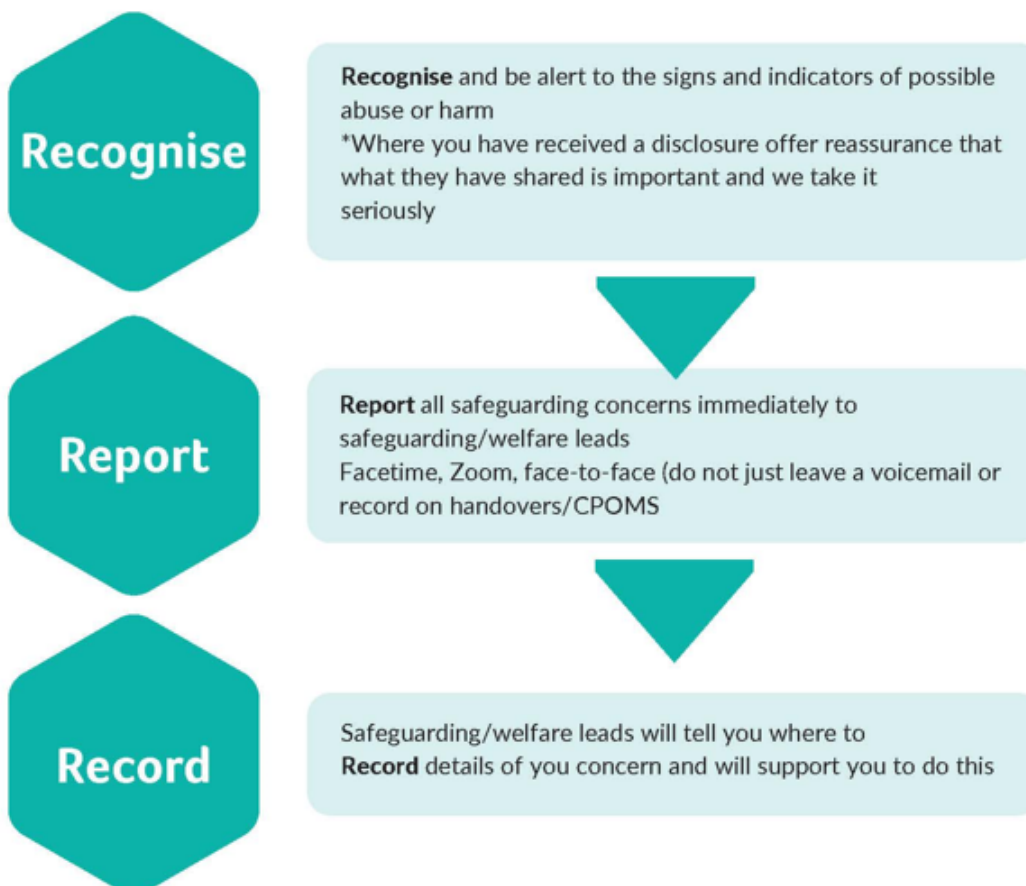 Recognise
Recognise and be alert to the signs and indicators of possible
abuse or harm
*Where you have received a disclosure offer reassurance that
what they have shared is important and we take it
seriously
Report
Report all safeguarding concerns immediately to
safeguarding/welfare leads
Facetime, Zoom, face-to-face (do not just leave a voicemail or
record on handovers/CPOMS
Record
Safeguarding/welfare leads will tell you where to
Record details of you concern and will support you to do this